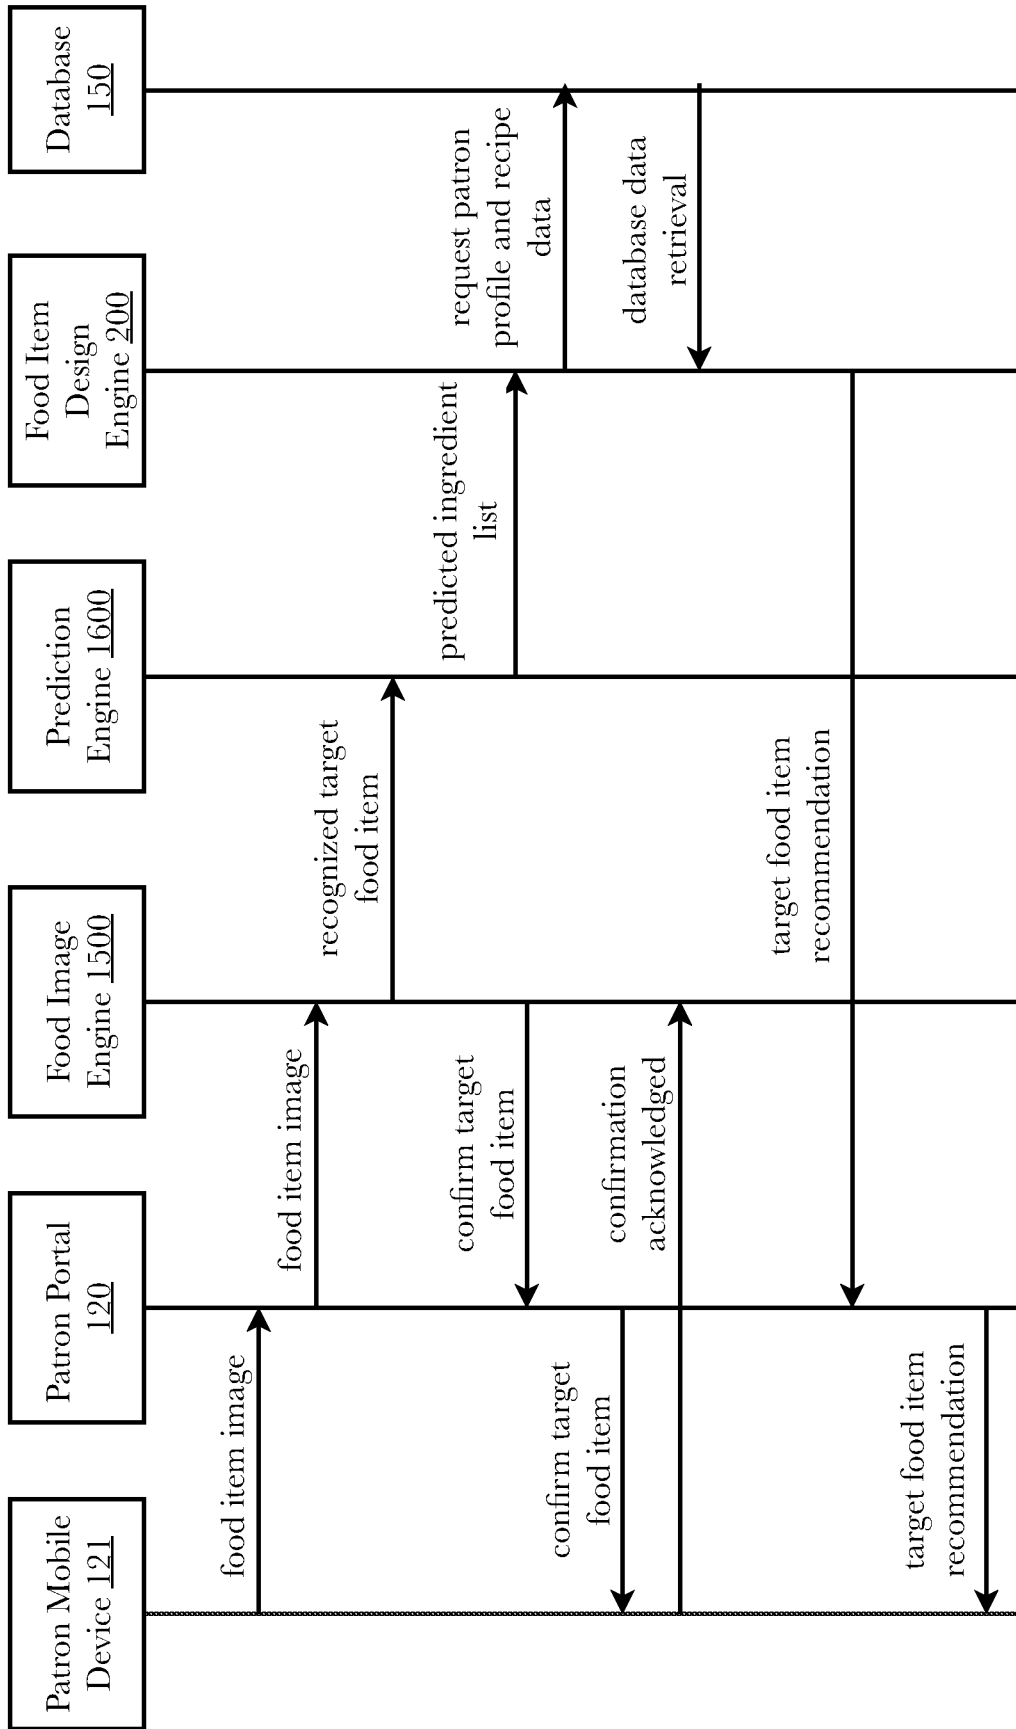 Patron Mobile
Device 121
Patron Portal
120
Food Image
Engine 1500
Prediction
Engine 1600
Food Item
Design
Engine 200
Database
150
food item image
food item image
recognized target
food item
predicted ingredient
list
request patron
profile and recipe
data
confirm target
food item
confirm target
food item
confirmation
acknowledged
database data
retrieval
target food item
recommendation
target food item
recommendation